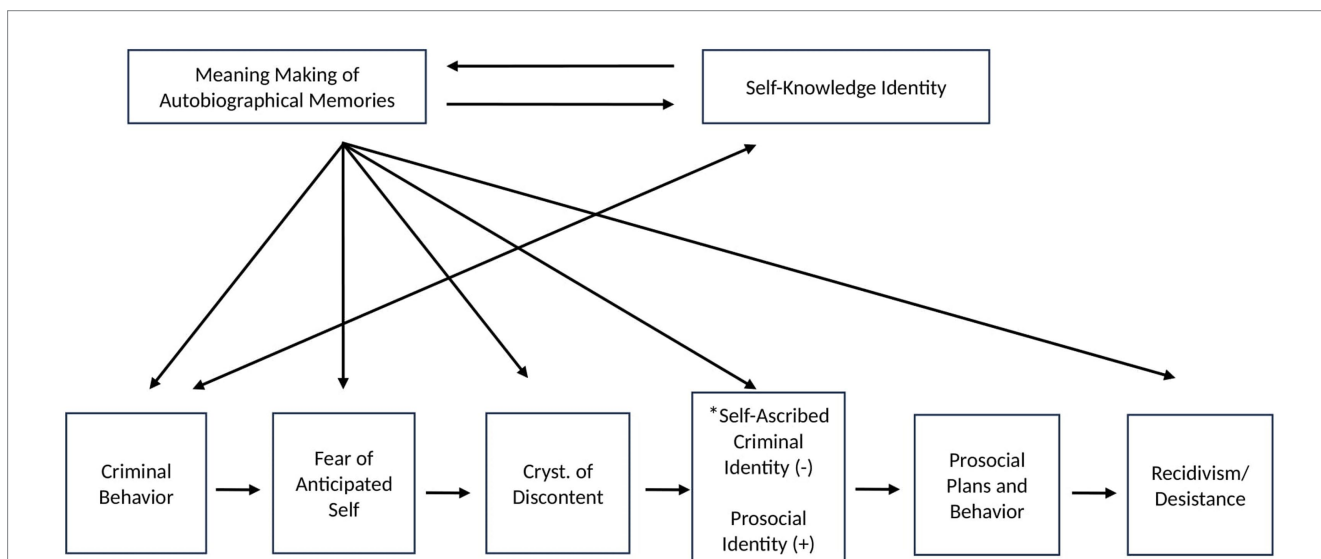 Meaning Making of
Autobiographical Memories
Self-Knowledge Identity
Criminal
Behavior
Fear of
Anticipated
Self
Cryst. of
Discontent
*Self-Ascribed
Criminal
Identity (-)
Prosocial
Identity (+)
Prosocial
Plans and
Behavior
Recidivism/
Desistance